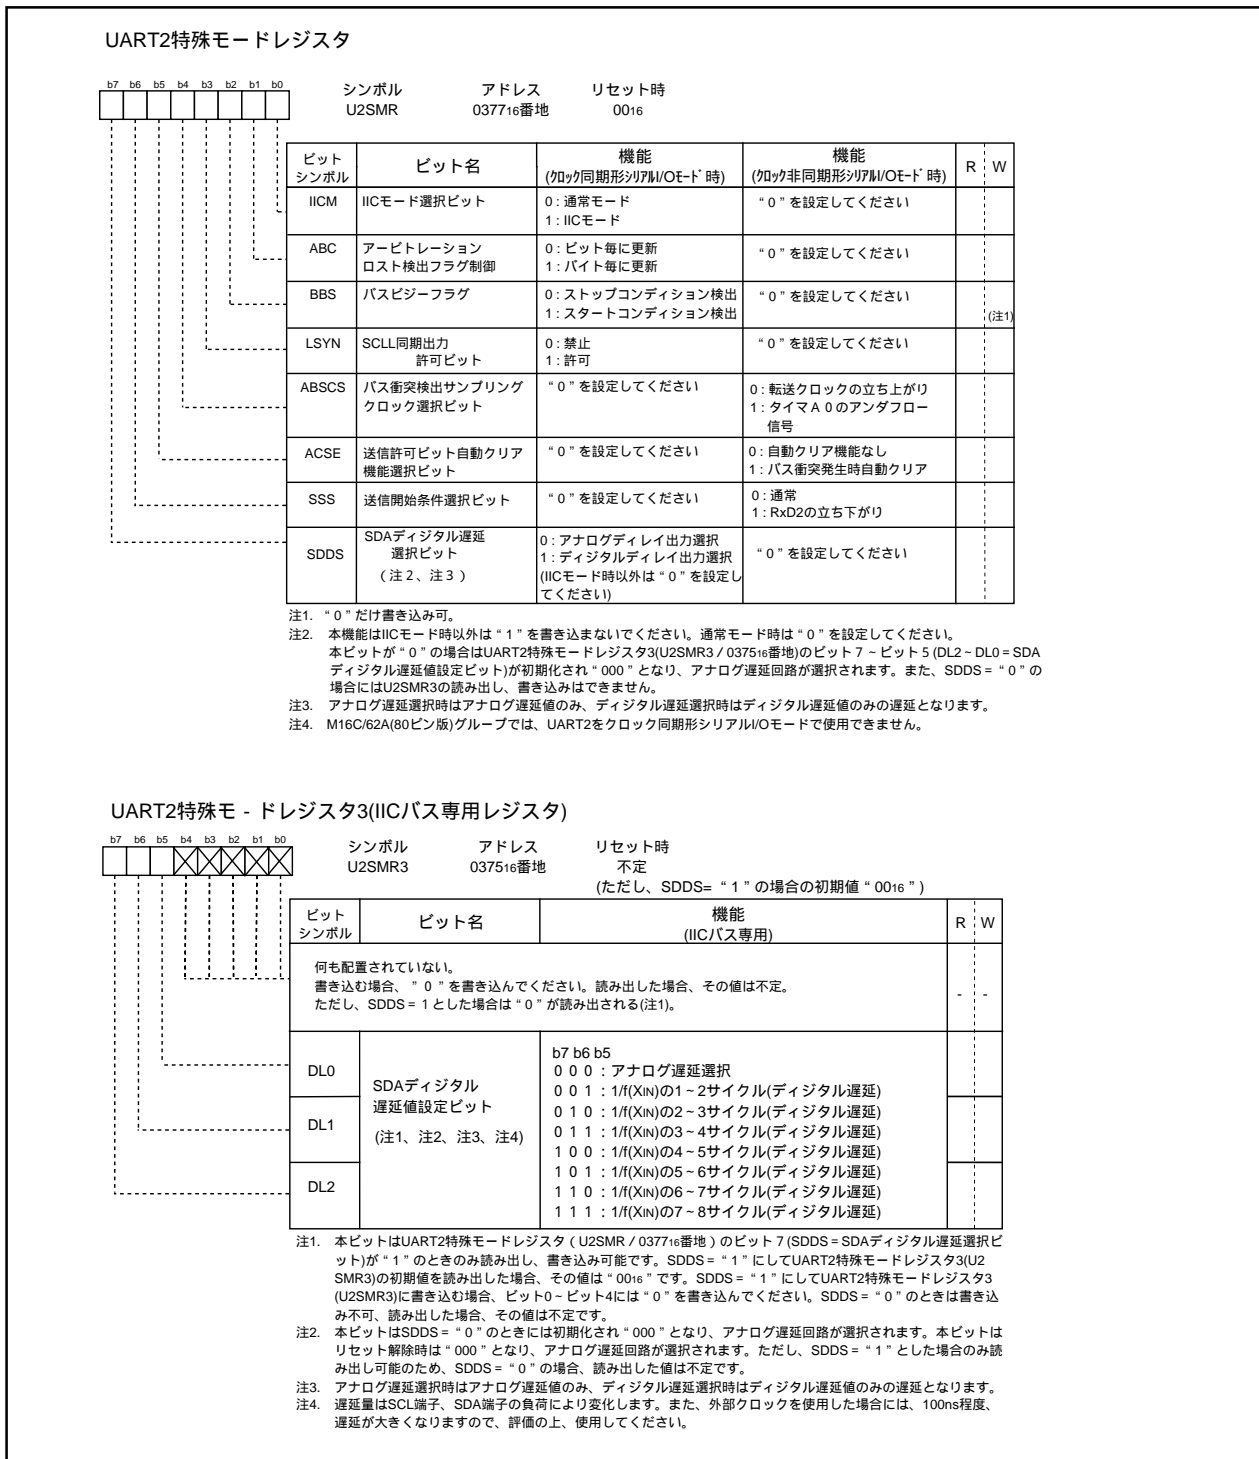 UART2特殊モードレジスタ
b7 b6 b5 b4 b3 b2 b1 b0
シンボル アドレス リセット時
U2SMR 037716番地 0016
ビット シンボル ビット名 機能 (クロック同期形シリアルI/Oモード時) 機能 (クロック非同期形シリアルI/Oモード時) R W
IICM IICモード選択ビット 0 : 通常モード “ 0 ” を設定してください
1 : IICモード
ABC アービトレーション 0 : ビット毎に更新 “ 0 ” を設定してください
ロスト検出フラグ制御 1 : バイト毎に更新
BBS バスビジーフラグ 0 : ストップコンディション検出 “ 0 ” を設定してください
1 : スタートコンディション検出 (注1)
LSYN SCLL同期出力 0 : 禁止 “ 0 ” を設定してください
許可ビット 1 : 許可
ABSCS バス衝突検出サンプリング “ 0 ” を設定してください 0 : 転送クロックの立ち上がり
クロック選択ビット 1 : タイマA 0 のアンダフロー
信号
ACSE 送信許可ビット自動クリア “ 0 ” を設定してください 0 : 自動クリア機能なし
機能選択ビット 1 : バス衝突発生時自動クリア
SSS 送信開始条件選択ビット “ 0 ” を設定してください 0 : 通常
1 : RxD2の立ち下がり
SDDS SDAディジタル遅延 0 : アナログディレイ出力選択 “ 0 ” を設定してください
選択ビット 1 : ディジタルディレイ出力選択
(注2、注3) (IICモード時以外は “ 0 ” を設定し
てください)
注1. “ 0 ” だけ書き込み可。
注2. 本機能はIICモード時以外は “ 1 ” を書き込まないでください。通常モード時は “ 0 ” を設定してください。
本ビットが “ 0 ” の場合はUART2特殊モードレジスタ3(U2SMR3 / 037516番地)のビット 7 ~ ビット 5 (DL2 ~ DL0 = SDA
ディジタル遅延値設定ビット)が初期化され “ 000 ” となり、アナログ遅延回路が選択されます。また、SDDS = “ 0 ” の
場合にはU2SMR3の読み出し、書き込みはできません。
注3. アナログ遅延選択時はアナログ遅延値のみ、ディジタル遅延選択時はディジタル遅延値のみの遅延となります。
注4. M16C/62A(80ピン版)グループでは、UART2をクロック同期形シリアルI/Oモードで使用できません。
UART2特殊モ - ドレジスタ3(IICバス専用レジスタ)
b7 b6 b5 b4 b3 b2 b1 b0
シンボル アドレス リセット時
U2SMR3 037516番地 不定
(ただし、SDDS= “ 1 ” の場合の初期値 “ 0016 ” )
ビット シンボル ビット名 機能 (IICバス専用) R W
何も配置されていない。
書き込む場合、 ” 0 ” を書き込んでください。読み出した場合、その値は不定。 - -
ただし、SDDS = 1 とした場合は “ 0 ” が読み出される(注1)。
DL0
DL1
DL2
SDAディジタル
遅延値設定ビット
(注1、注2、注3、注4)
b7 b6 b5
0 0 0 : アナログ遅延選択
0 0 1 : 1/f(XIN)の1 ~ 2サイクル(ディジタル遅延)
0 1 0 : 1/f(XIN)の2 ~ 3サイクル(ディジタル遅延)
0 1 1 : 1/f(XIN)の3 ~ 4サイクル(ディジタル遅延)
1 0 0 : 1/f(XIN)の4 ~ 5サイクル(ディジタル遅延)
1 0 1 : 1/f(XIN)の5 ~ 6サイクル(ディジタル遅延)
1 1 0 : 1/f(XIN)の6 ~ 7サイクル(ディジタル遅延)
1 1 1 : 1/f(XIN)の7 ~ 8サイクル(ディジタル遅延)
注1. 本ビットはUART2特殊モードレジスタ ( U2SMR / 037716番地 ) のビット 7 (SDDS = SDAディジタル遅延選択ビ
ット)が “ 1 ” のときのみ読み出し、書き込み可能です。SDDS = “ 1 ” にしてUART2特殊モードレジスタ3(U2
SMR3)の初期値を読み出した場合、その値は “ 0016 ” です。SDDS = “ 1 ” にしてUART2特殊モードレジスタ3
(U2SMR3)に書き込む場合、ビット0 ~ ビット4には “ 0 ” を書き込んでください。SDDS = “ 0 ” のときは書き込
み不可、読み出した場合、その値は不定です。
注2. 本ビットはSDDS = “ 0 ” のときには初期化され “ 000 ” となり、アナログ遅延回路が選択されます。本ビットは
リセット解除時は “ 000 ” となり、アナログ遅延回路が選択されます。ただし、SDDS = “ 1 ” とした場合のみ読
み出し可能のため、SDDS = “ 0 ” の場合、読み出した値は不定です。
注3. アナログ遅延選択時はアナログ遅延値のみ、ディジタル遅延選択時はディジタル遅延値のみの遅延となります。
注4. 遅延量はSCL端子、SDA端子の負荷により変化します。また、外部クロックを使用した場合には、100ns程度、
遅延が大きくなりますので、評価の上、使用してください。